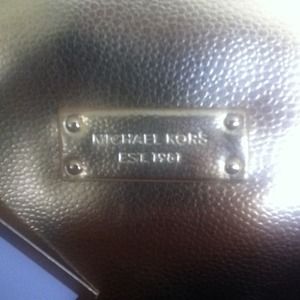 MICHAEL KORS
EST. 1981